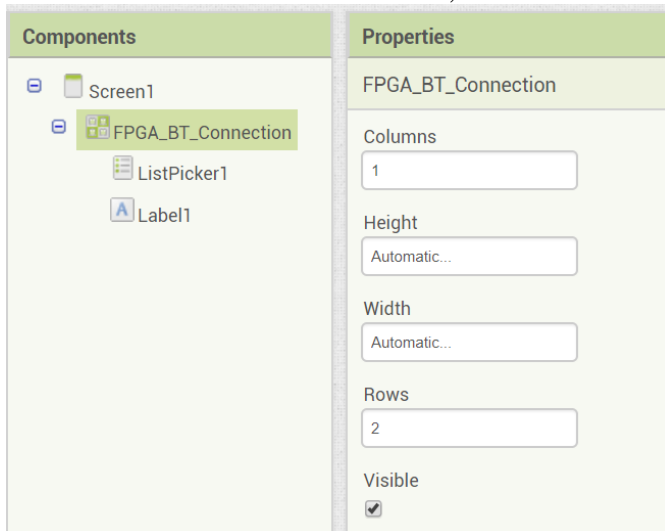 Components
Screen1
FPGA_BT_Connection
ListPicker1
A Label1
Properties
FPGA_BT_Connection
Columns
1
Height
Automatic...
Width
Automatic...
Rows
2
Visible